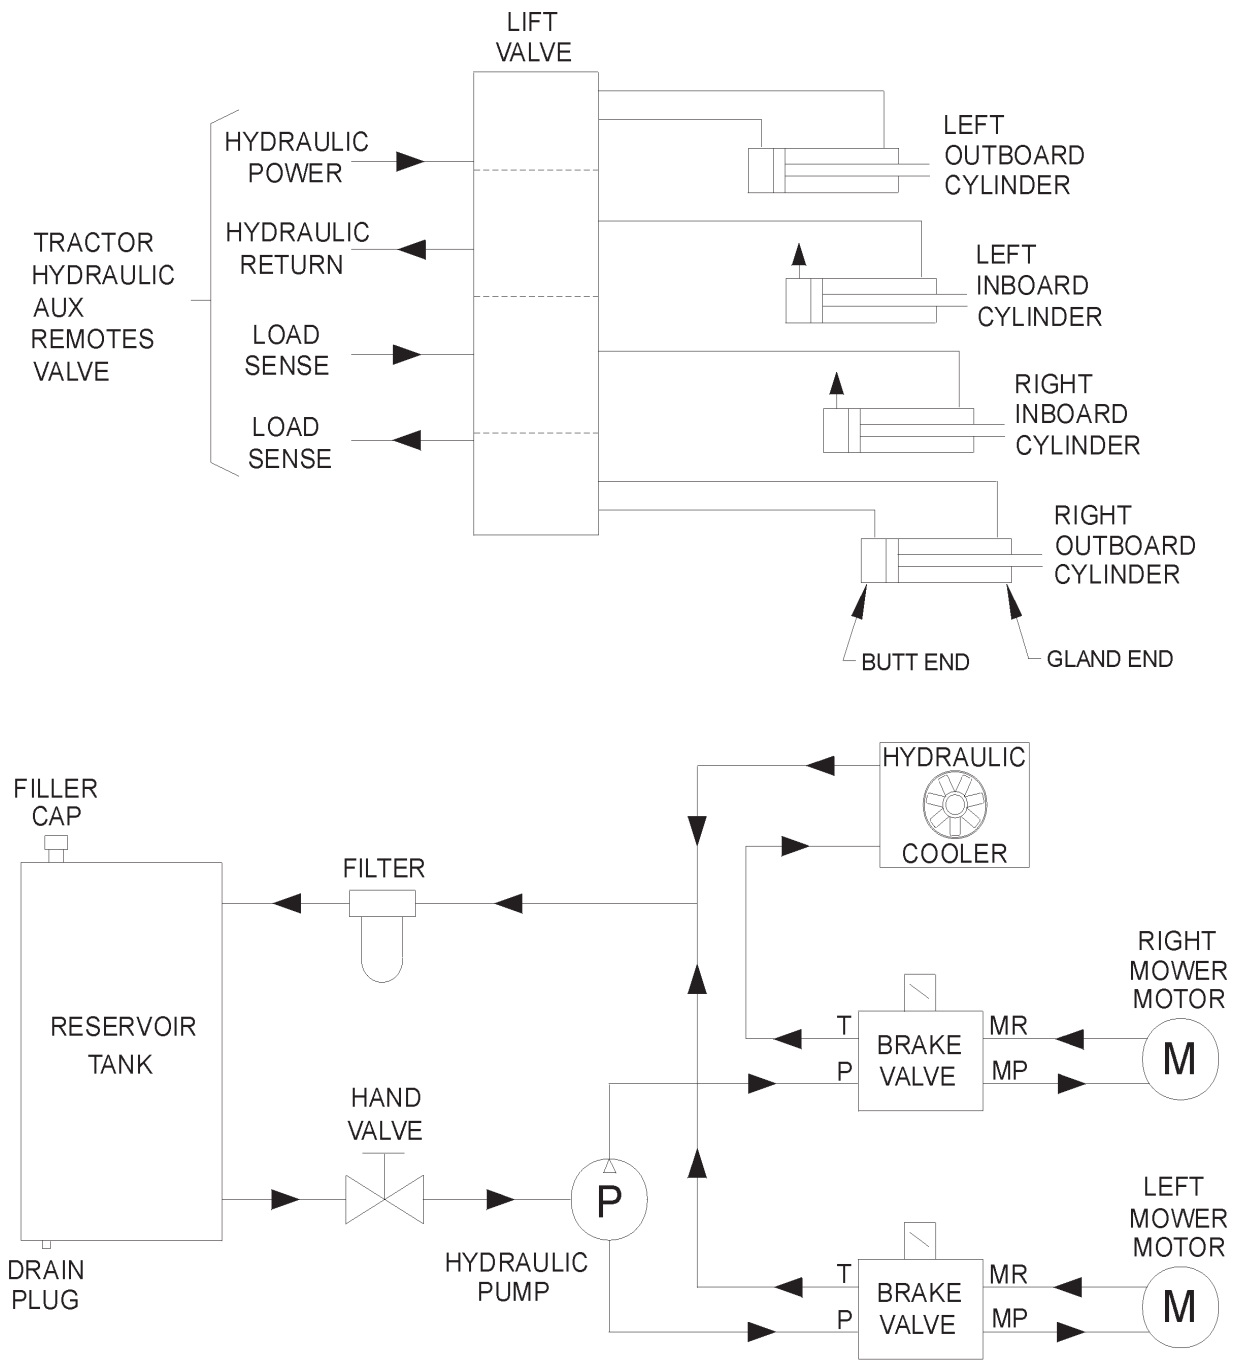 LIFT
VALVE
HYDRAULIC
POWER
HYDRAULIC
RETURN
LOAD
SENSE
LOAD
SENSE
TRACTOR
HYDRAULIC
AUX
REMOTES
VALVE
LEFT
OUTBOARD
CYLINDER
LEFT
INBOARD
CYLINDER
RIGHT
INBOARD
CYLINDER
RIGHT
OUTBOARD
CYLINDER
BUTT END
GLAND END
HYDRAULIC
COOLER
FILLER
CAP
FILTER
RESERVOIR
TANK
DRAIN
PLUG
HAND
VALVE
P
HYDRAULIC
PUMP
RIGHT
MOWER
MOTOR
T
P
BRAKE
VALVE
MR
MP
M
LEFT
MOWER
MOTOR
T
P
BRAKE
VALVE
MR
MP
M